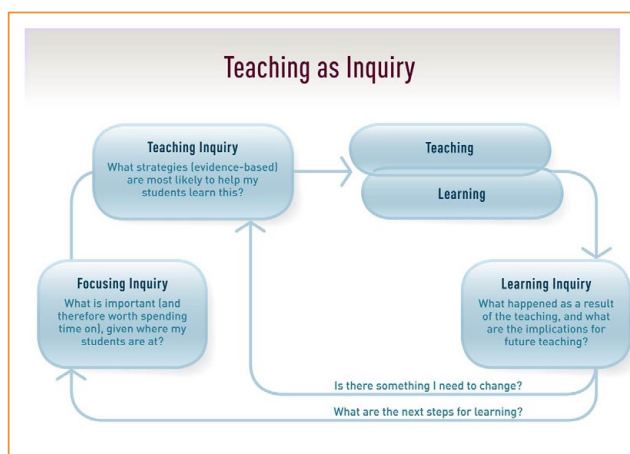 Teaching as Inquiry
Teaching Inquiry
What strategies (evidence-based)
are most likely to help my
students learn this?
Teaching
Learning
Focusing Inquiry
What is important (and
therefore worth spending
time on), given where my
students are at?
Learning Inquiry
What happened as a result
of the teaching, and what
are the implications for
future teaching?
Is there something I need to change?
What are the next steps for learning?